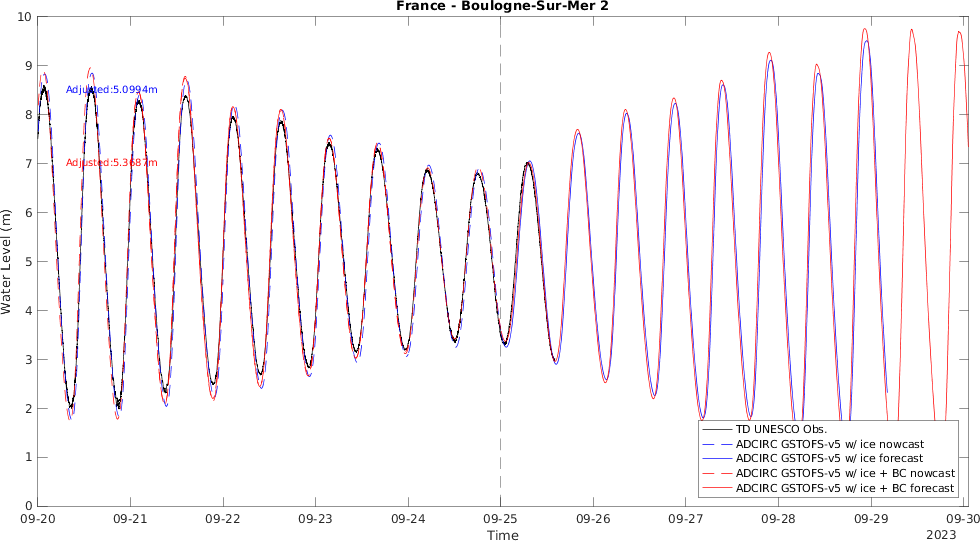 France - Boulogne-Sur-Mer 2
Water Level (m)
10
9
8
7
6
5
4
3
2
1
0
Adjusted:5.0994m
Adjusted:5.3687m
TD UNESCO Obs.
ADCIRC GSTOFS-v5 w/ ice nowcast
ADCIRC GSTOFS-v5 w/ ice forecast
ADCIRC GSTOFS-v5 w/ ice + BC nowcast
ADCIRC GSTOFS-v5 w/ ice + BC forecast
09-20 09-21 09-22 09-23 09-24 09-25 09-26 09-27 09-28 09-29 09-30
Time
2023